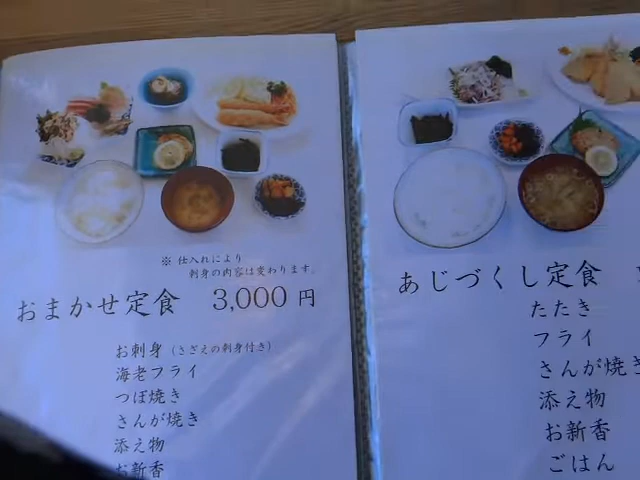 ※ 仕入れにより
刺身の内容は変わります。
おまかせ定食 3,000円
お刺身(さざえの刺身付き)
海老フライ
つぼ焼き
さんが焼き
添え物
お新香
あじづくし定食
たたき
フライ
さんが焼き
添え物
お新香
ごはん